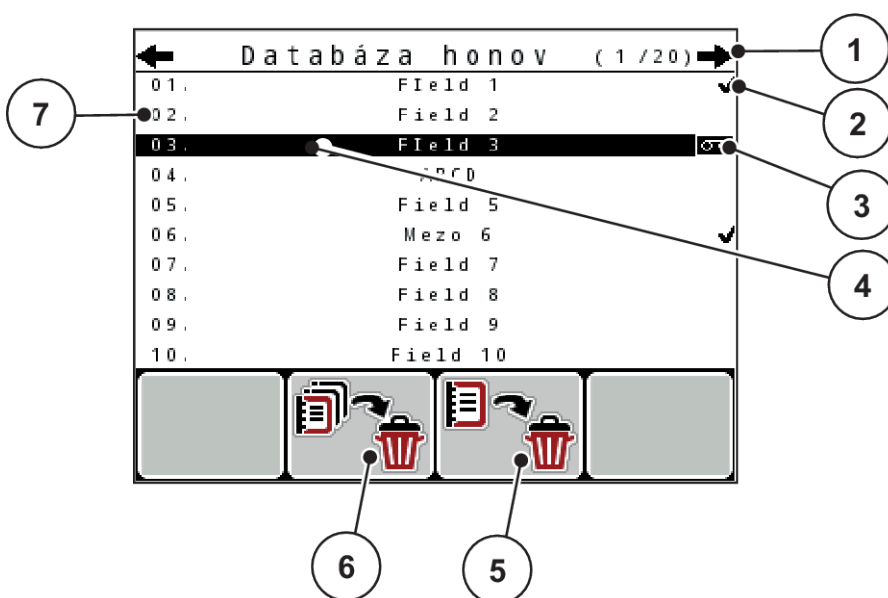 Databáza honov (1/20)
01. FIeld 1
02. Field 2
03. FIeld 3
04. ABCD
05. Field 5
06. Mezo 6
07. Field 7
08. Field 8
09. Field 9
10. Field 10
1
2
3
4
5
6
7